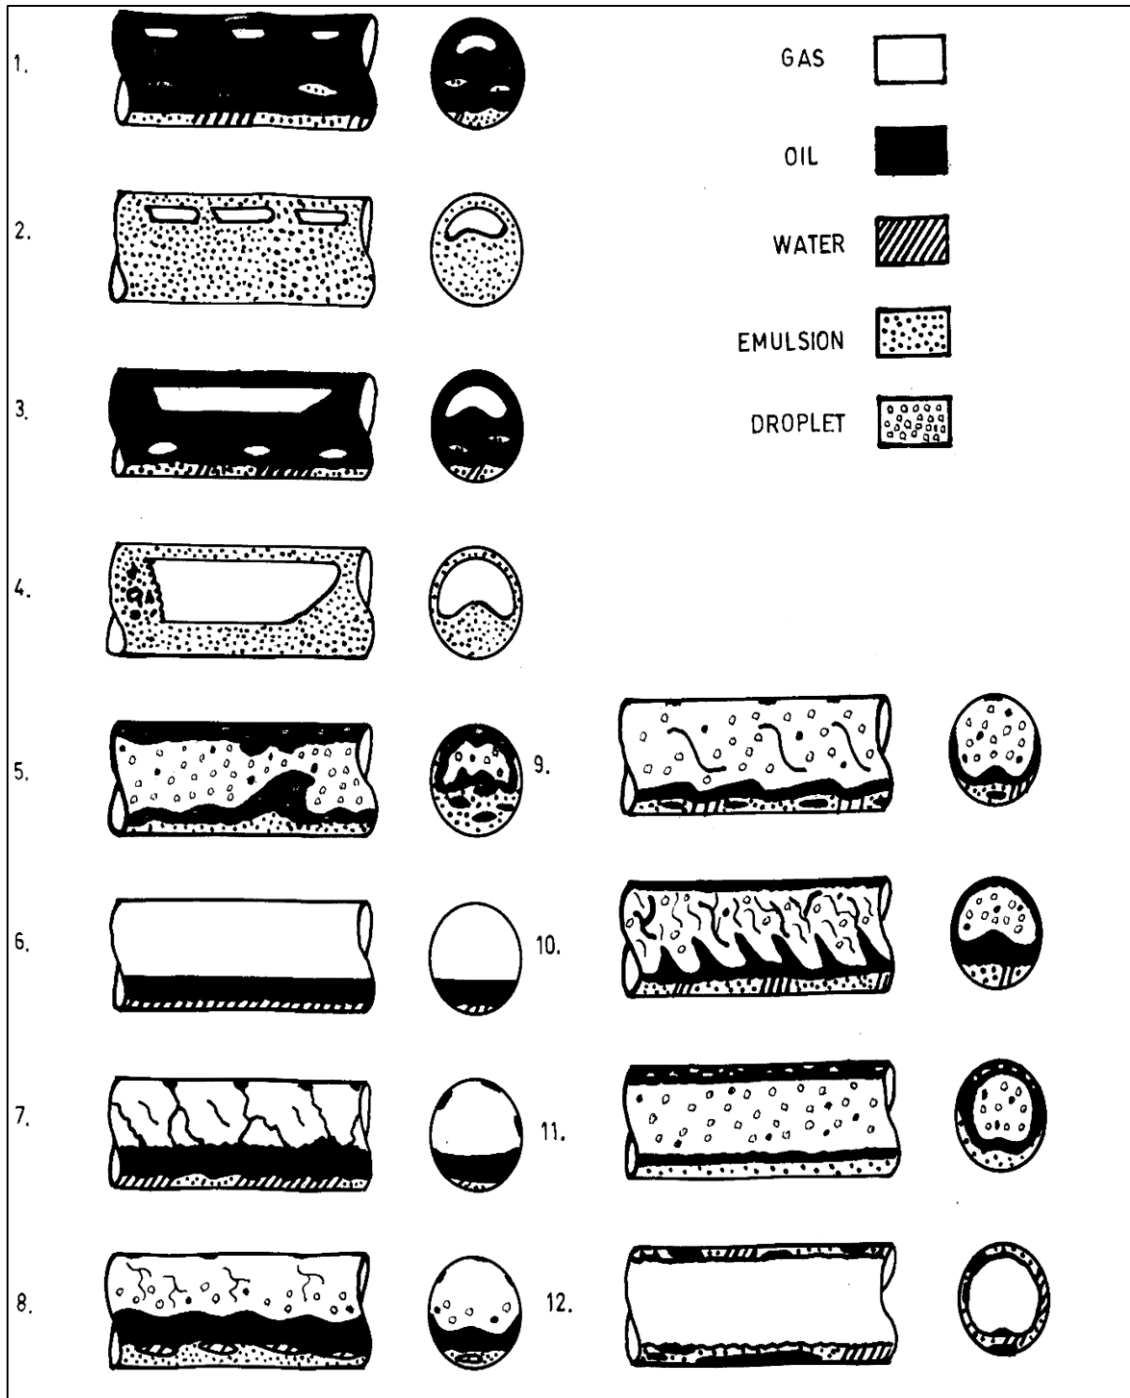 1.
2.
3.
4.
5.
6.
7.
8.
9.
10.
11.
12.
GAS
OIL
WATER
EMULSION
DROPLET